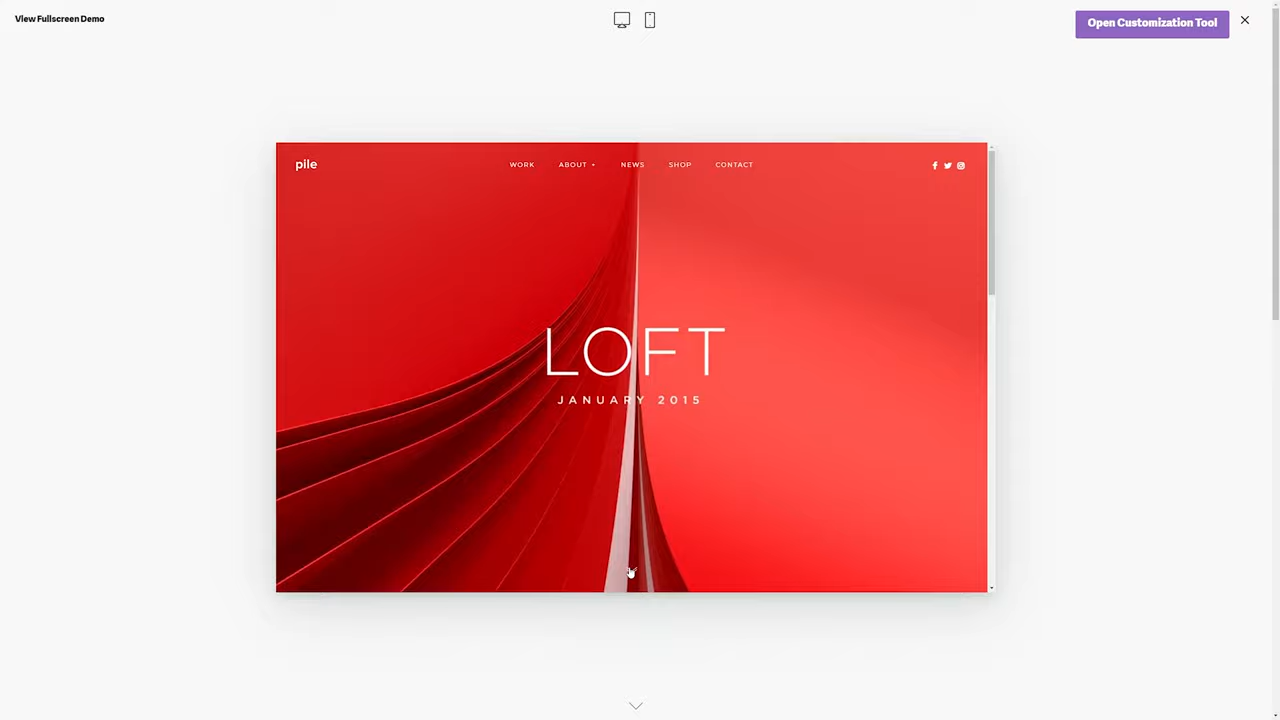 View Fullscreen Demo
Open Customization Tool
pile
WORK
ABOUT
NEWS
SHOP
CONTACT
LOFT
JANUARY 2015